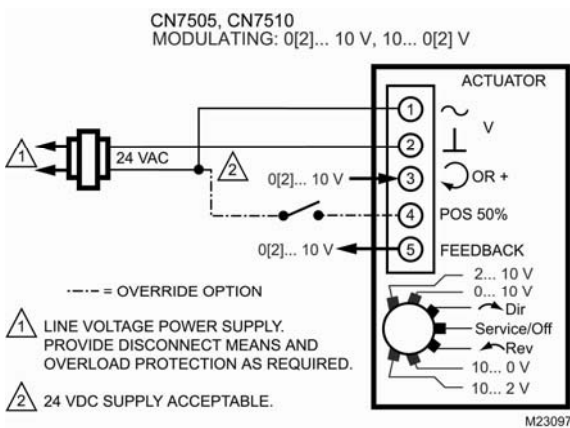 CN7505, CN7510
MODULATING: 0[2]... 10 V, 10... 0[2] V
ACTUATOR
1
2
V
1
24 VAC
2
0[2]... 10 V
3
OR +
4
POS 50%
0[2]... 10 V
5
FEEDBACK
2... 10 V
0... 10 V
Dir
Service/Off
Rev
10... 0 V
10... 2 V
= OVERRIDE OPTION
1 LINE VOLTAGE POWER SUPPLY.
PROVIDE DISCONNECT MEANS AND
OVERLOAD PROTECTION AS REQUIRED.
2 24 VDC SUPPLY ACCEPTABLE.
M23097